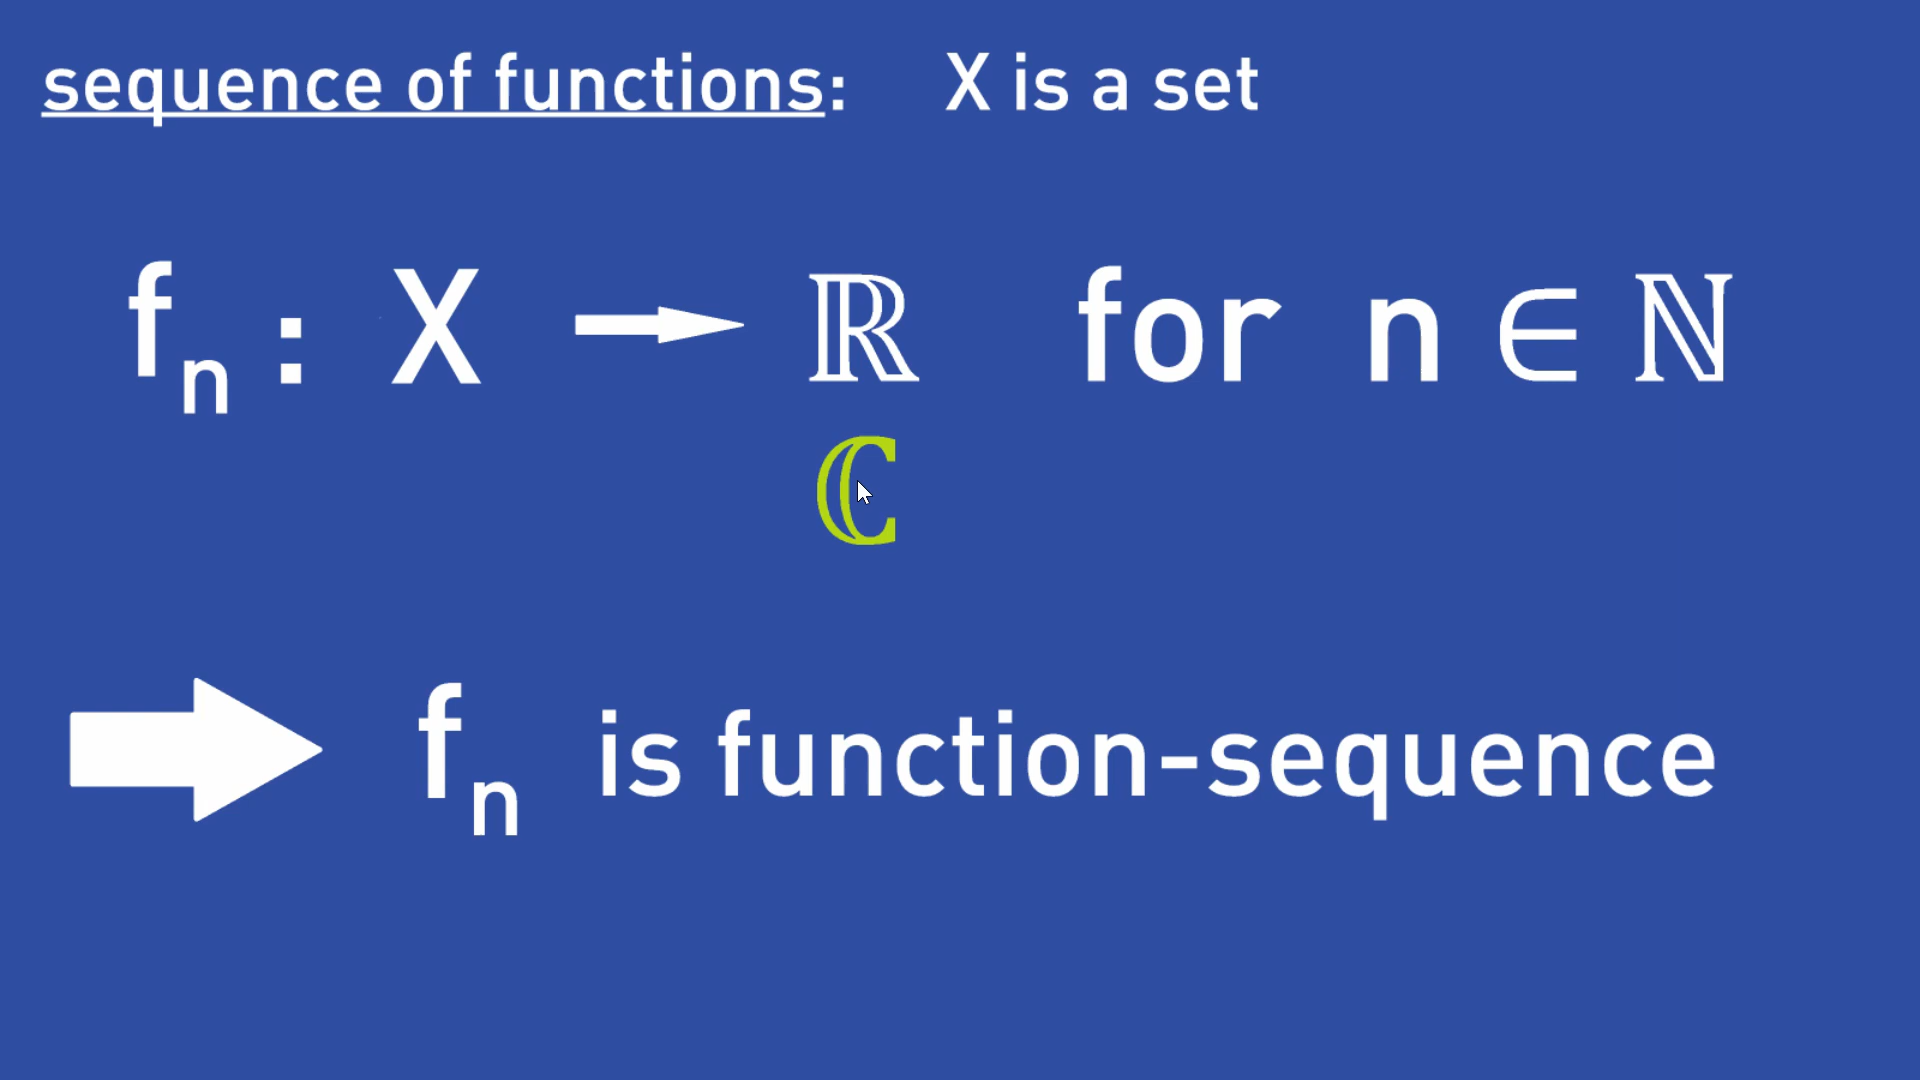 sequence of functions: X is a set
fₙ : X → ℝ for n ∈ ℕ
ℂ
fₙ is function-sequence